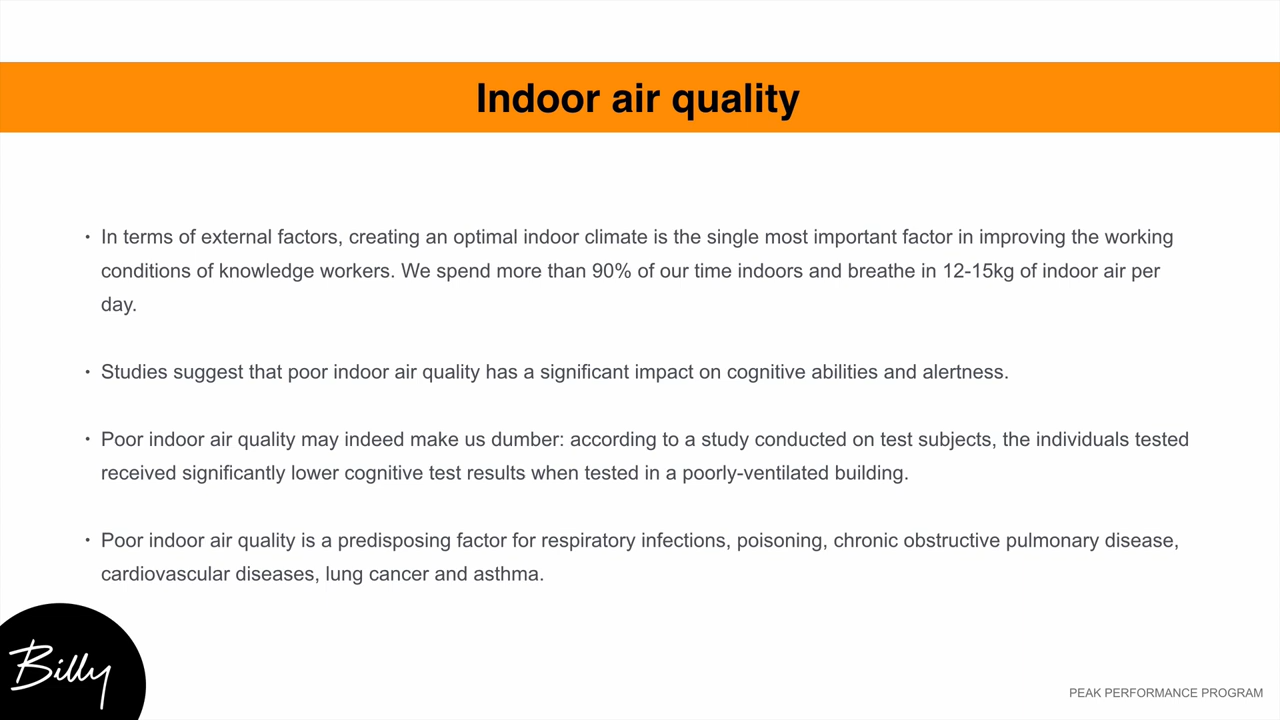 Indoor air quality
• In terms of external factors, creating an optimal indoor climate is the single most important factor in improving the working
conditions of knowledge workers. We spend more than 90% of our time indoors and breathe in 12-15kg of indoor air per
day.
• Studies suggest that poor indoor air quality has a significant impact on cognitive abilities and alertness.
• Poor indoor air quality may indeed make us dumber: according to a study conducted on test subjects, the individuals tested
received significantly lower cognitive test results when tested in a poorly-ventilated building.
• Poor indoor air quality is a predisposing factor for respiratory infections, poisoning, chronic obstructive pulmonary disease,
cardiovascular diseases, lung cancer and asthma.
Billy
PEAK PERFORMANCE PROGRAM